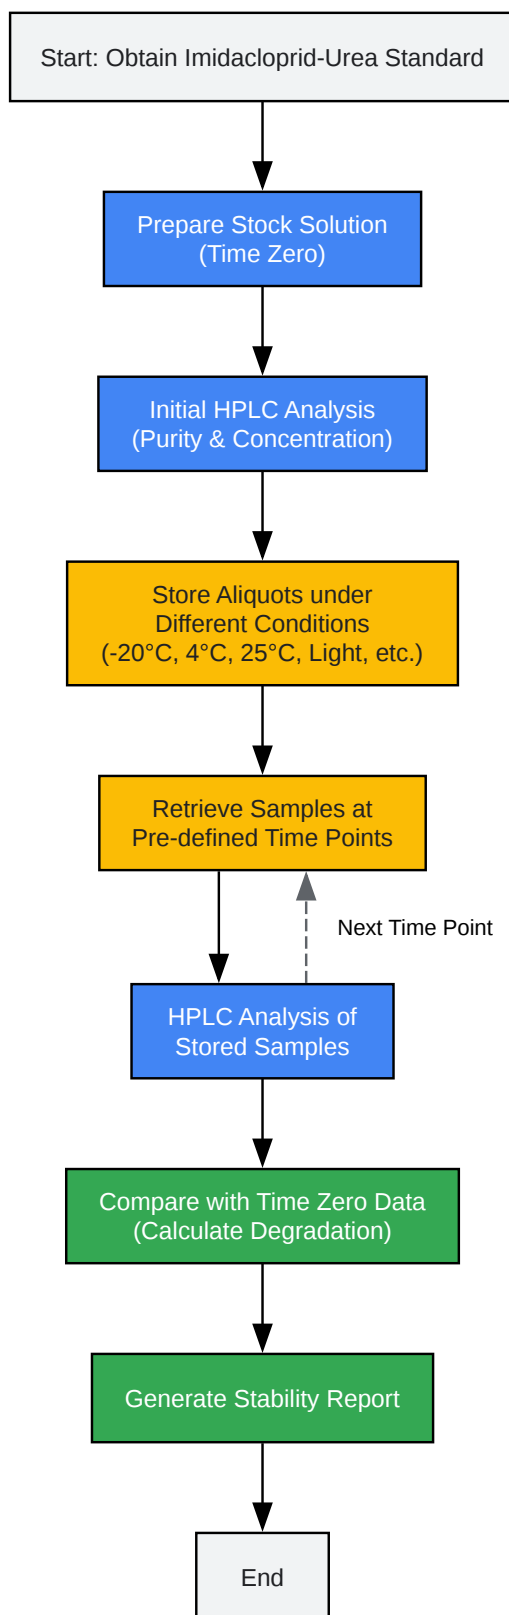 Start: Obtain Imidacloprid-Urea Standard
Prepare Stock Solution
(Time Zero)
Initial HPLC Analysis
(Purity & Concentration)
Store Aliquots under
Different Conditions
(-20°C, 4°C, 25°C, Light, etc.)
Retrieve Samples at
Pre-defined Time Points
Next Time Point
HPLC Analysis of
Stored Samples
Compare with Time Zero Data
(Calculate Degradation)
Generate Stability Report
End